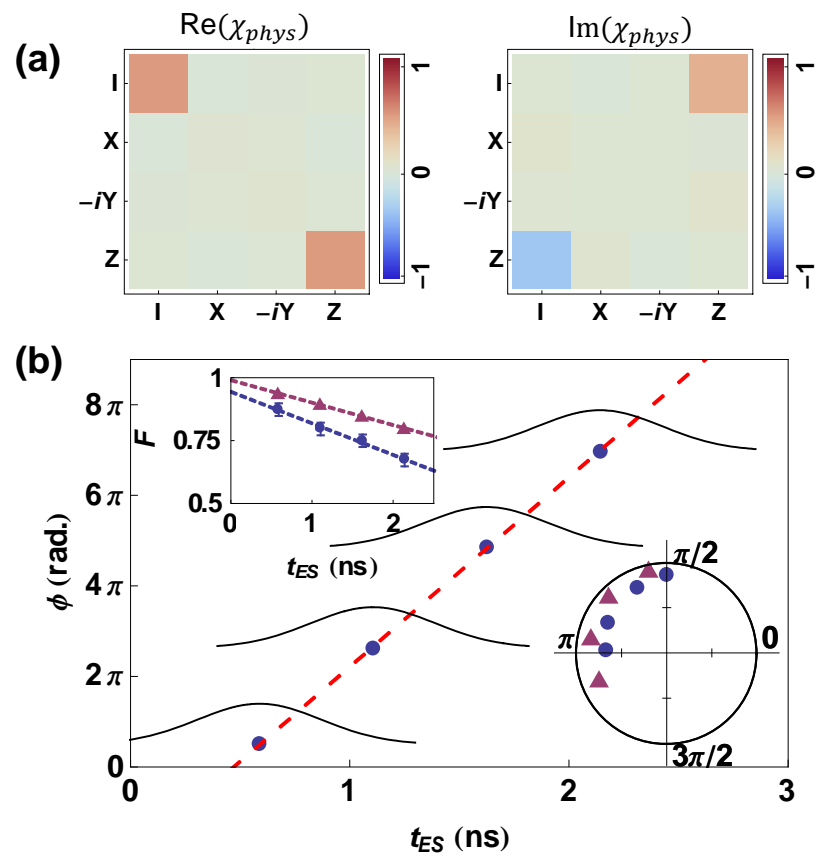 (a)
Re(χphys)
Im(χphys)
I
X
−iY
Z
I X −iY Z
1
0
−1
I
X
−iY
Z
I X −iY Z
1
0
−1
(b)
8π
6π
4π
2π
0
ϕ (rad.)
0 1 2 3
tES (ns)
1
0.75
0.5
F
0 1 2
tES (ns)
π/2
π
0
3π/2